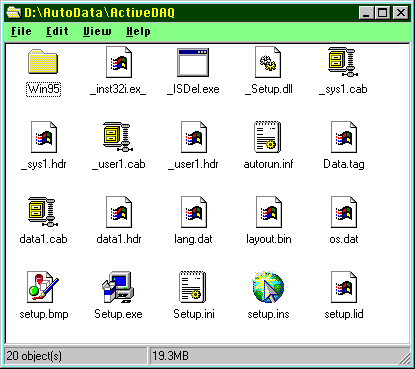 D:\AutoData\ActiveDAQ
File Edit View Help
Win95 _inst32i.ex_ _ISDel.exe _Setup.dll _sys1.cab
_sys1.hdr _user1.cab _user1.hdr autorun.inf Data.tag
data1.cab data1.hdr lang.dat layout.bin os.dat
setup.bmp Setup.exe Setup.ini setup.ins setup.lid
20 object(s) 19.3MB